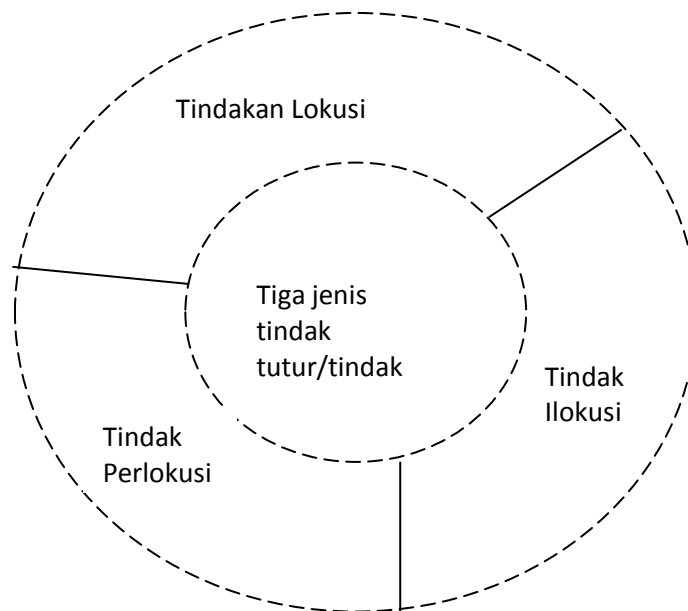 Tindakan Lokusi
Tiga jenis
tindak
tutur/tindak
Tindak
Ilokusi
Tindak
Perlokusi